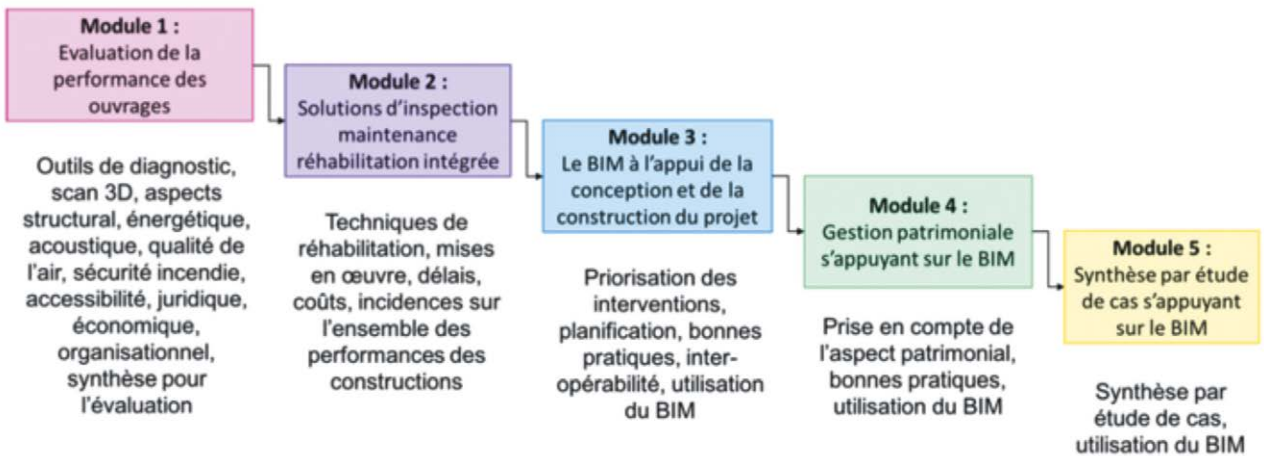 Module 1 :
Evaluation de la
performance des
ouvrages
Outils de diagnostic,
scan 3D, aspects
structural, énergétique,
acoustique, qualité de
l'air, sécurité incendie,
accessibilité, juridique,
économique,
organisationnel,
synthèse pour
l'évaluation
Module 2 :
Solutions d'inspection
maintenance
réhabilitation intégrée
Techniques de
réhabilitation, mises
en œuvre, délais,
coûts, incidences sur
l'ensemble des
performances des
constructions
Module 3 :
Le BIM à l'appui de la
conception et de la
construction du projet
Priorisation des
interventions,
planification, bonnes
pratiques, inter-
opérabilité, utilisation
du BIM
Module 4 :
Gestion patrimoniale
s'appuyant sur le BIM
Prise en compte de
l'aspect patrimonial,
bonnes pratiques,
utilisation du BIM
Module 5 :
Synthèse par étude
de cas s'appuyant
sur le BIM
Synthèse par
étude de cas,
utilisation du BIM